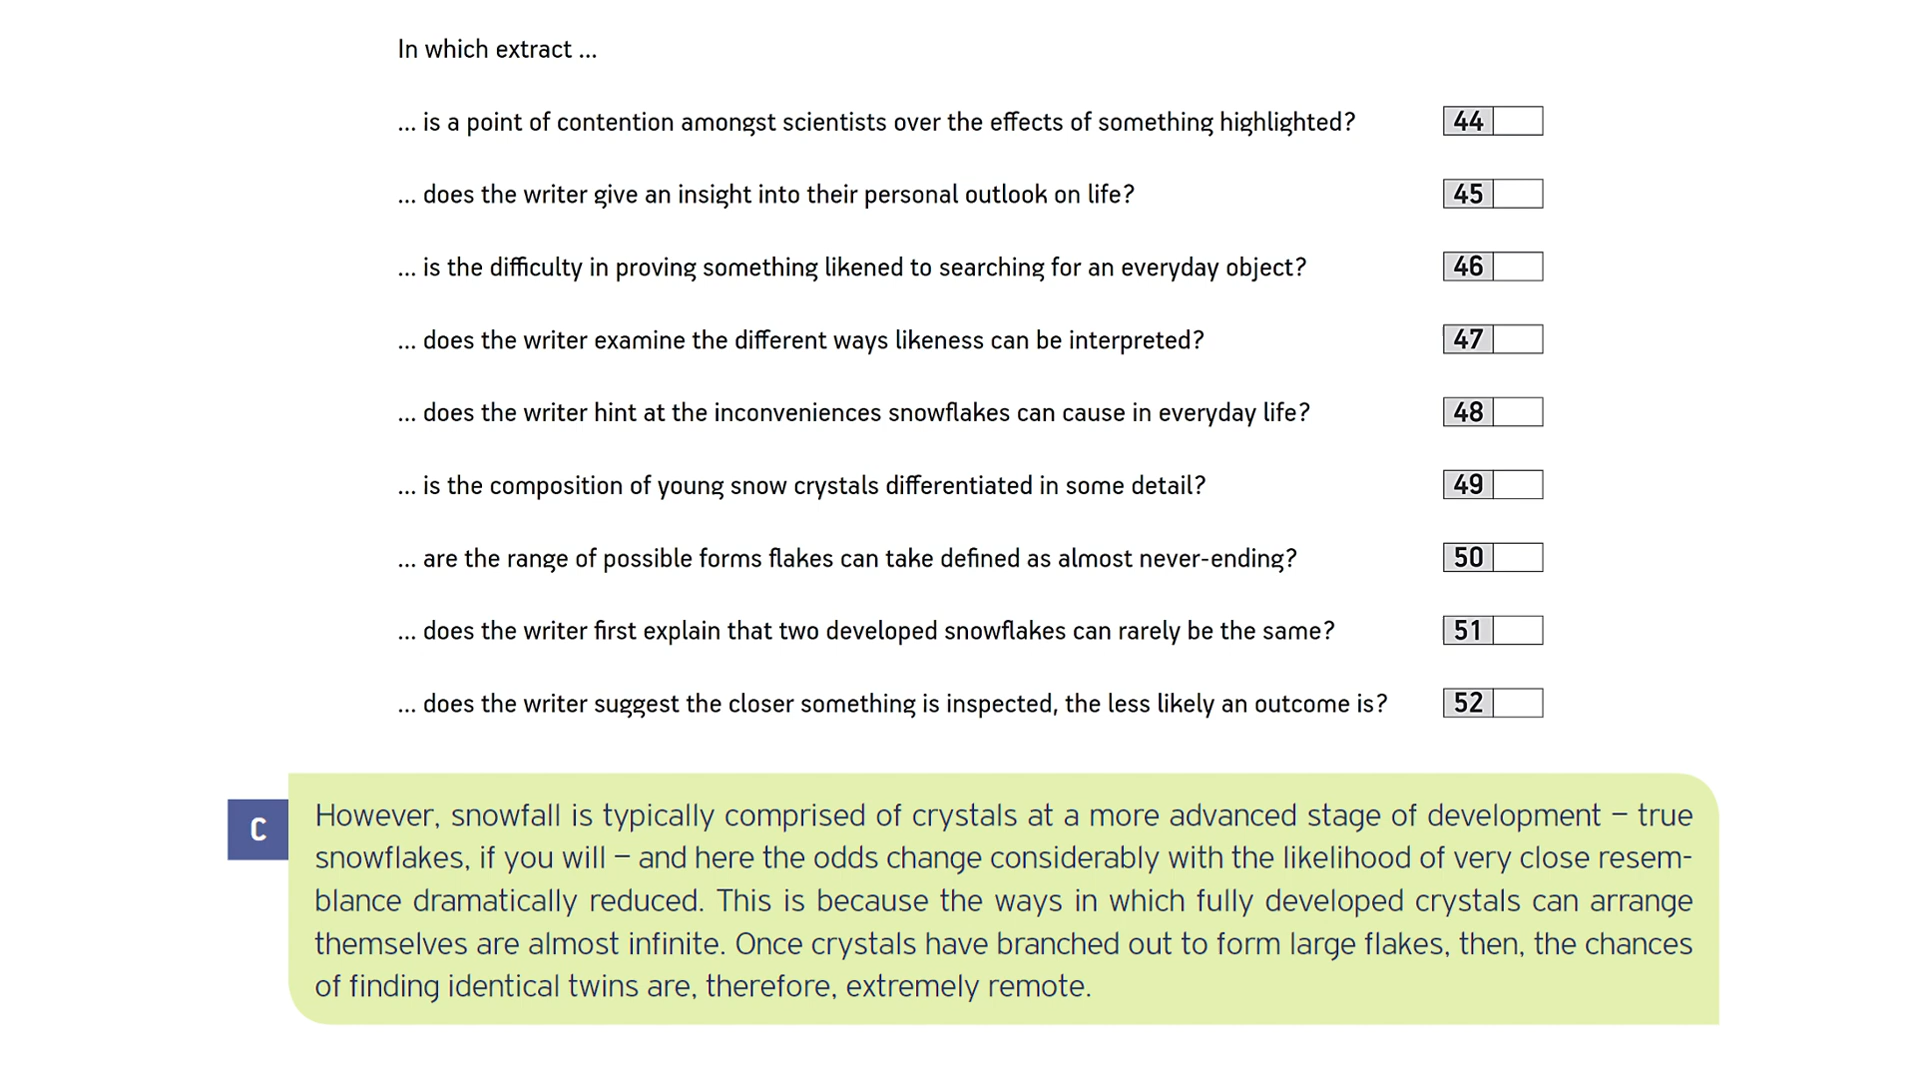 In which extract ...
... is a point of contention amongst scientists over the effects of something highlighted? 44
... does the writer give an insight into their personal outlook on life? 45
... is the difficulty in proving something likened to searching for an everyday object? 46
... does the writer examine the different ways likeness can be interpreted? 47
... does the writer hint at the inconveniences snowflakes can cause in everyday life? 48
... is the composition of young snow crystals differentiated in some detail? 49
... are the range of possible forms flakes can take defined as almost never-ending? 50
... does the writer first explain that two developed snowflakes can rarely be the same? 51
... does the writer suggest the closer something is inspected, the less likely an outcome is? 52
C
However, snowfall is typically comprised of crystals at a more advanced stage of development – true
snowflakes, if you will – and here the odds change considerably with the likelihood of very close resem-
blance dramatically reduced. This is because the ways in which fully developed crystals can arrange
themselves are almost infinite. Once crystals have branched out to form large flakes, then, the chances
of finding identical twins are, therefore, extremely remote.